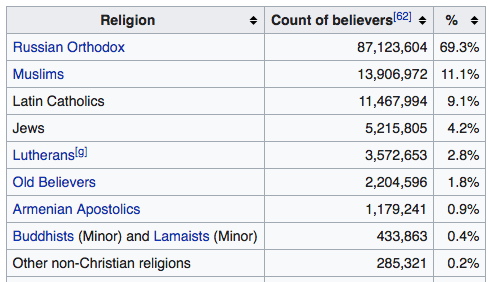 Religion Count of believers[62] %
Russian Orthodox 87,123,604 69.3%
Muslims 13,906,972 11.1%
Latin Catholics 11,467,994 9.1%
Jews 5,215,805 4.2%
Lutherans[g] 3,572,653 2.8%
Old Believers 2,204,596 1.8%
Armenian Apostolics 1,179,241 0.9%
Buddhists (Minor) and Lamaists (Minor) 433,863 0.4%
Other non-Christian religions 285,321 0.2%